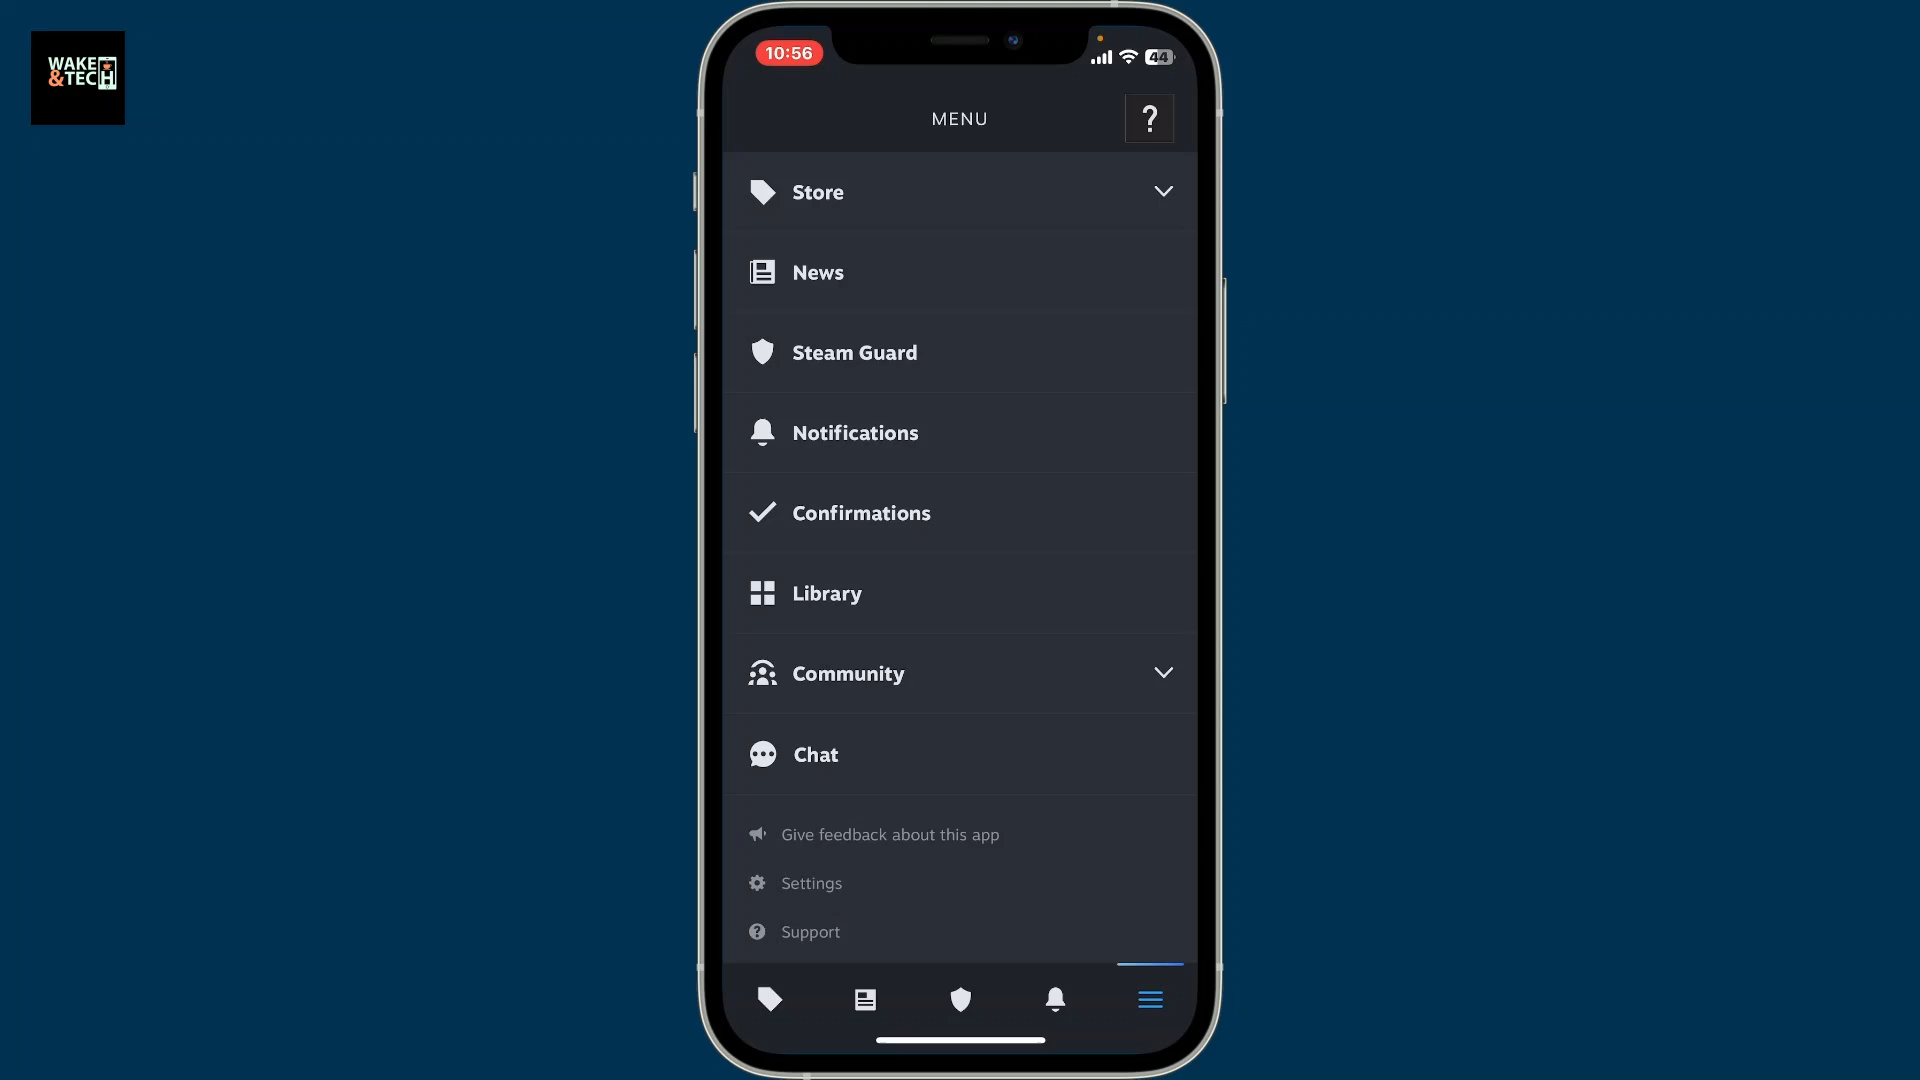 WAKE
&TECH
10:56
44
MENU
?
Store
News
Steam Guard
Notifications
Confirmations
Library
Community
Chat
Give feedback about this app
Settings
Support